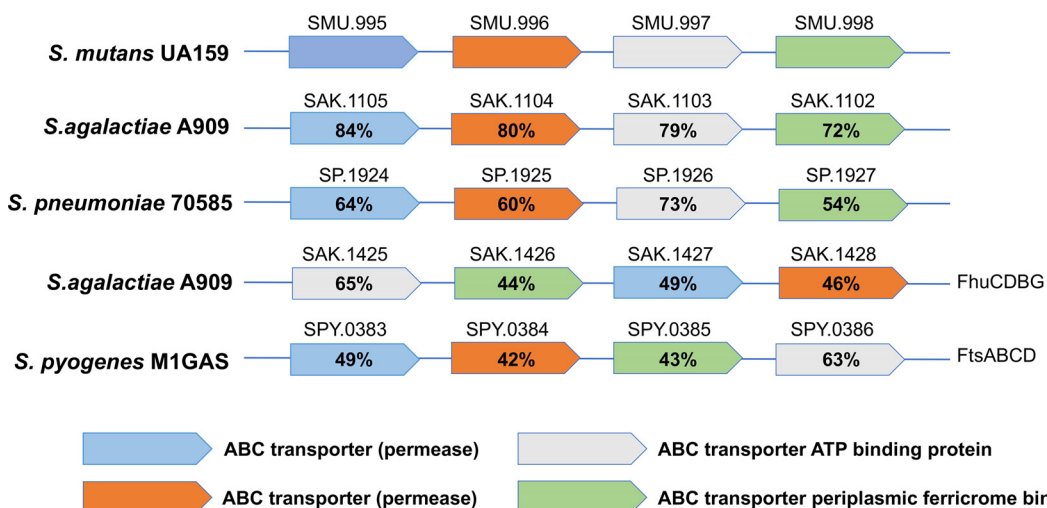 SMU.995 SMU.996 SMU.997 SMU.998
S. mutans UA159
SAK.1105 SAK.1104 SAK.1103 SAK.1102
S.agalactiae A909 84% 80% 79% 72%
SP.1924 SP.1925 SP.1926 SP.1927
S. pneumoniae 70585 64% 60% 73% 54%
SAK.1425 SAK.1426 SAK.1427 SAK.1428
S.agalactiae A909 65% 44% 49% 46% FhuCDBG
SPY.0383 SPY.0384 SPY.0385 SPY.0386
S. pyogenes M1GAS 49% 42% 43% 63% FtsABCD
ABC transporter (permease) ABC transporter ATP binding protein
ABC transporter (permease) ABC transporter periplasmic ferricrome